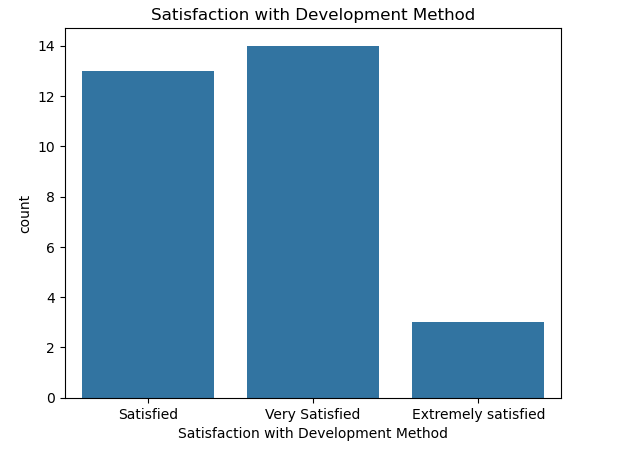 Satisfaction with Development Method
14
12
10
8
6
4
2
0
count
Satisfied Very Satisfied Extremely satisfied
Satisfaction with Development Method